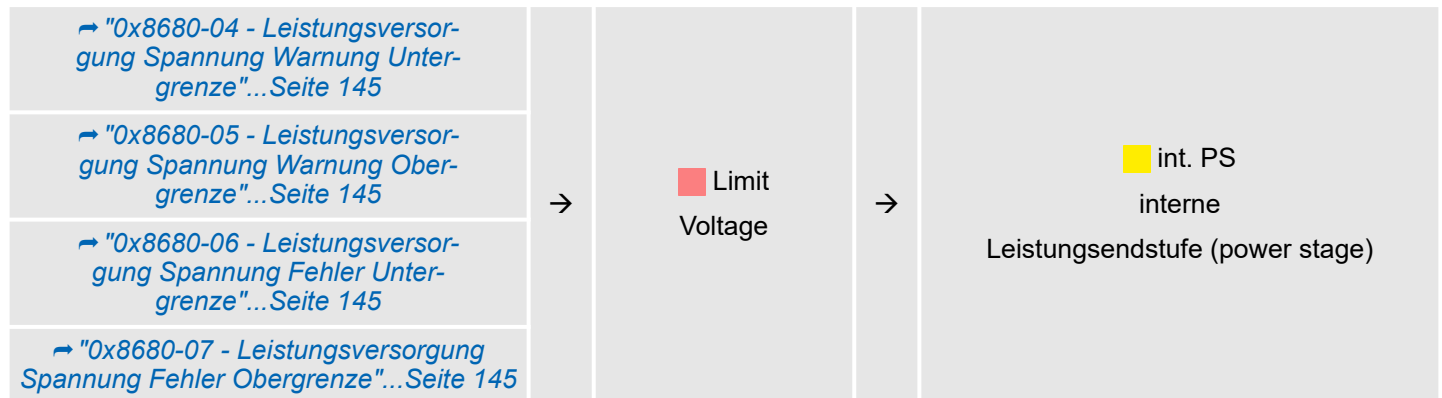 ➦ "0x8680-04 - Leistungsversor-
gung Spannung Warnung Unter-
grenze"...Seite 145
➦ "0x8680-05 - Leistungsversor-
gung Spannung Warnung Ober-
grenze"...Seite 145
➦ "0x8680-06 - Leistungsversor-
gung Spannung Fehler Unter-
grenze"...Seite 145
➦ "0x8680-07 - Leistungsversorgung
Spannung Fehler Obergrenze"...Seite 145
→
Limit
Voltage
→
int. PS
interne
Leistungsendstufe (power stage)